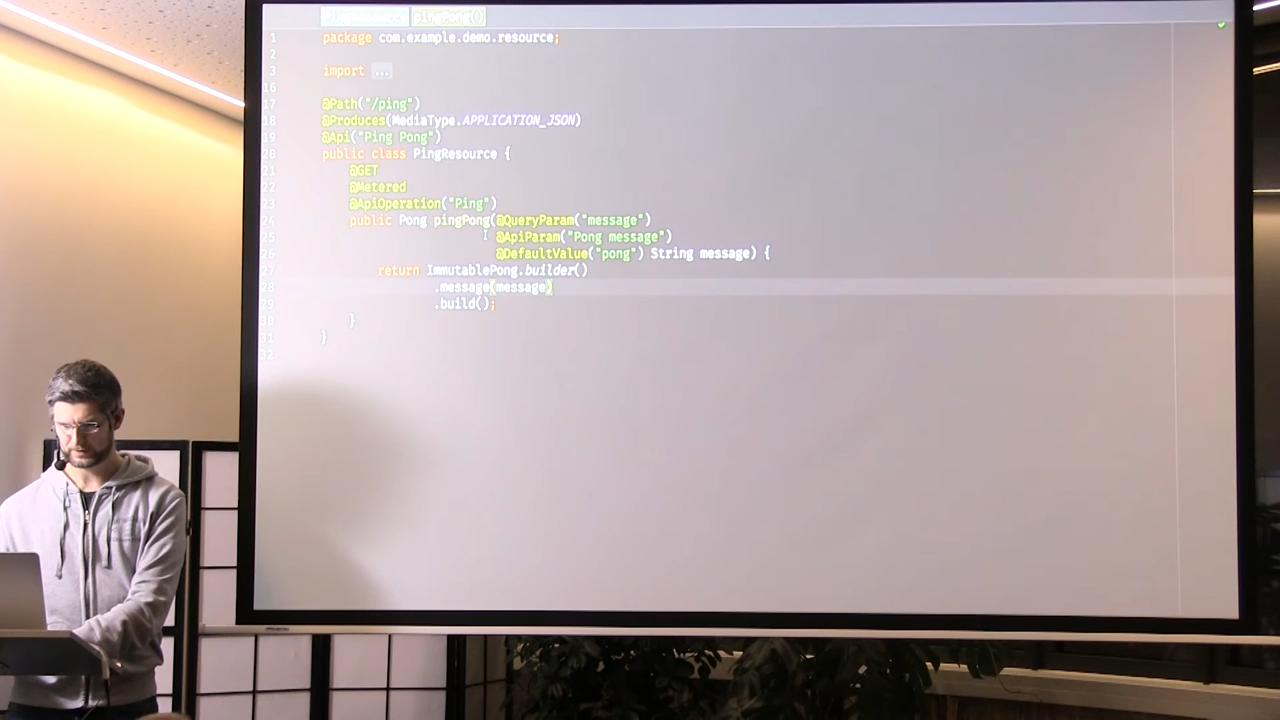 PingResource pingPong()
1 package com.example.demo.resource;
2
3 import ...
16
17 @Path("/ping")
18 @Produces(MediaType.APPLICATION_JSON)
19 @Api("Ping Pong")
20 public class PingResource {
21 @GET
22 @Metered
23 @ApiOperation("Ping")
24 public Pong pingPong(@QueryParam("message")
25 @ApiParam("Pong message")
26 @DefaultValue("pong") String message) {
27 return ImmutablePong.builder()
28 .message(message)
29 .build();
30 }
31 }
32